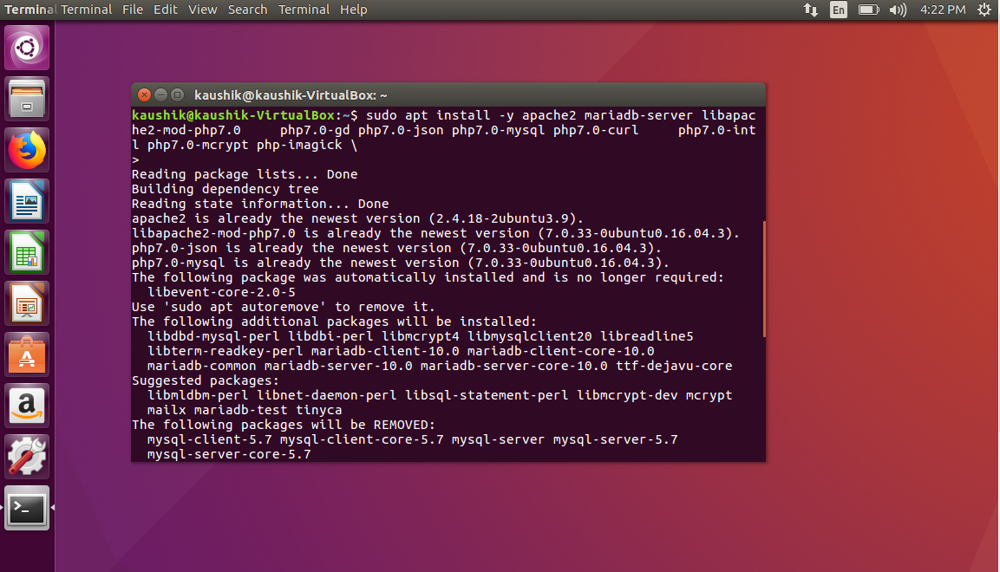 Terminal Terminal File Edit View Search Terminal Help En 4:22 PM
kaushik@kaushik-VirtualBox: ~
kaushik@kaushik-VirtualBox:~$ sudo apt install -y apache2 mariadb-server libapac
he2-mod-php7.0     php7.0-gd php7.0-json php7.0-mysql php7.0-curl     php7.0-int
l php7.0-mcrypt php-imagick \
>
Reading package lists... Done
Building dependency tree
Reading state information... Done
apache2 is already the newest version (2.4.18-2ubuntu3.9).
libapache2-mod-php7.0 is already the newest version (7.0.33-0ubuntu0.16.04.3).
php7.0-json is already the newest version (7.0.33-0ubuntu0.16.04.3).
php7.0-mysql is already the newest version (7.0.33-0ubuntu0.16.04.3).
The following package was automatically installed and is no longer required:
  libevent-core-2.0-5
Use 'sudo apt autoremove' to remove it.
The following additional packages will be installed:
  libdbd-mysql-perl libdbi-perl libmcrypt4 libmysqlclient20 libreadline5
  libterm-readkey-perl mariadb-client-10.0 mariadb-client-core-10.0
  mariadb-common mariadb-server-10.0 mariadb-server-core-10.0 ttf-dejavu-core
Suggested packages:
  libmldbm-perl libnet-daemon-perl libsql-statement-perl libmcrypt-dev mcrypt
  mailx mariadb-test tinyca
The following packages will be REMOVED:
  mysql-client-5.7 mysql-client-core-5.7 mysql-server mysql-server-5.7
  mysql-server-core-5.7